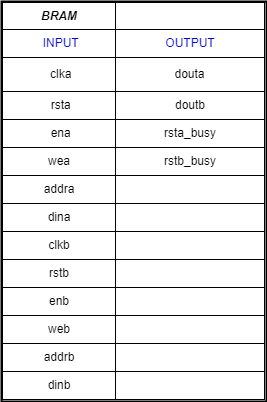 BRAM
INPUT OUTPUT
clka douta
rsta doutb
ena rsta_busy
wea rstb_busy
addra
dina
clkb
rstb
enb
web
addrb
dinb